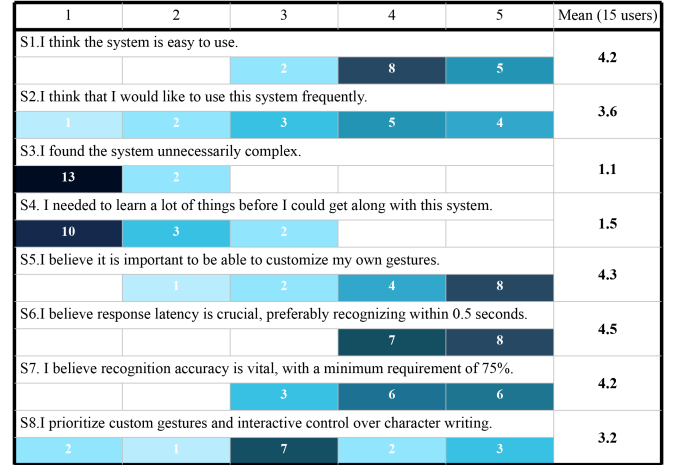 1 2 3 4 5 Mean (15 users)
S1.I think the system is easy to use.
2 8 5 4.2
S2.I think that I would like to use this system frequently.
1 2 3 5 4 3.6
S3.I found the system unnecessarily complex.
13 2 1.1
S4. I needed to learn a lot of things before I could get along with this system.
10 3 2 1.5
S5.I believe it is important to be able to customize my own gestures.
1 2 4 8 4.3
S6.I believe response latency is crucial, preferably recognizing within 0.5 seconds.
7 8 4.5
S7. I believe recognition accuracy is vital, with a minimum requirement of 75%.
3 6 6 4.2
S8.I prioritize custom gestures and interactive control over character writing.
2 1 7 2 3 3.2